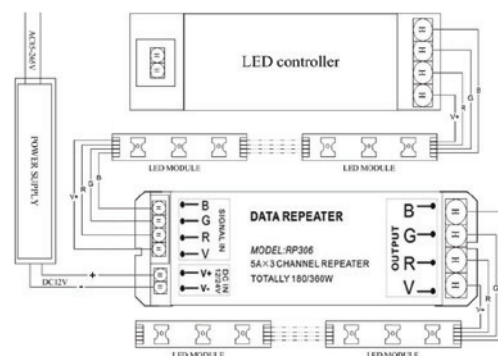 AC85-265V
POWER SUPPLY
LED controller
B
G
R
V+
LED MODULE
LED MODULE
V+
R
G
B
B
G
R
V
SIGNAL IN
V+
V-
DC IN
12/24V
DATA REPEATER
MODEL:RP306
5A×3 CHANNEL REPEATER
TOTALLY 180/360W
B
G
R
V
OUTPUT
+
-
DC12V
G
R
V+
LED MODULE
LED MODULE